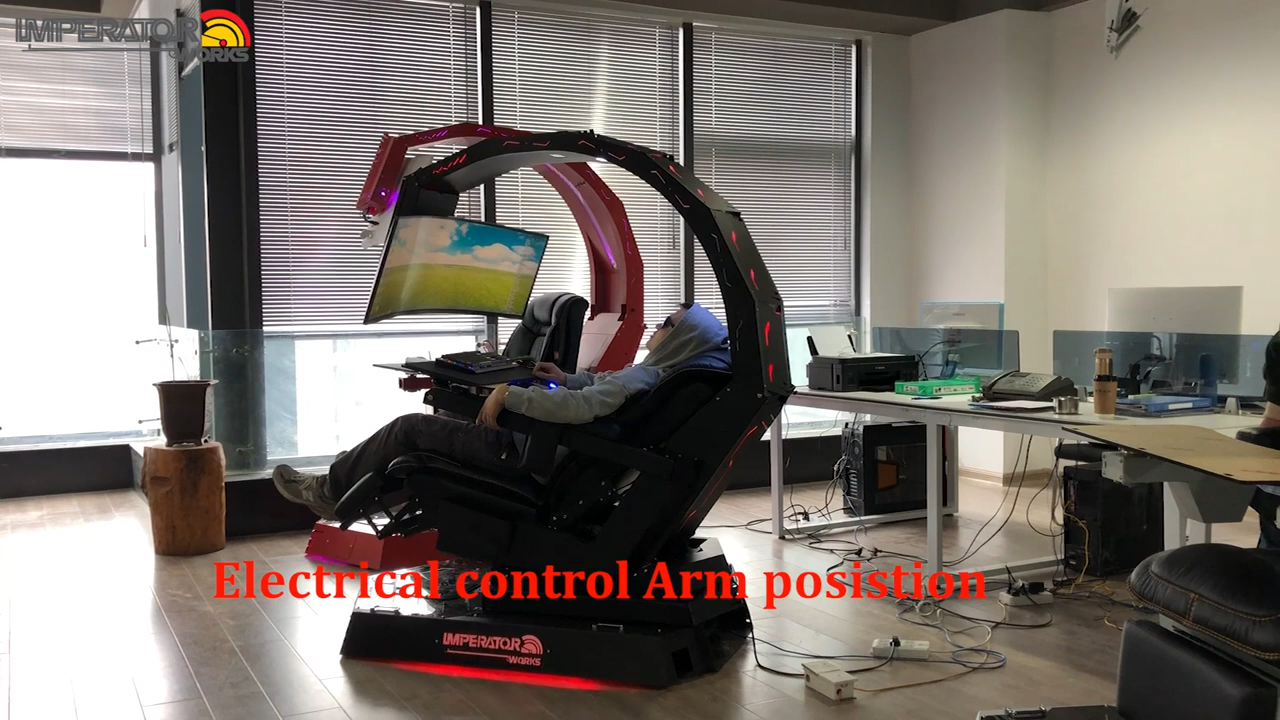 IMPERATOR
WORKS
Electrical control Arm posistion
IMPERATOR
WORKS